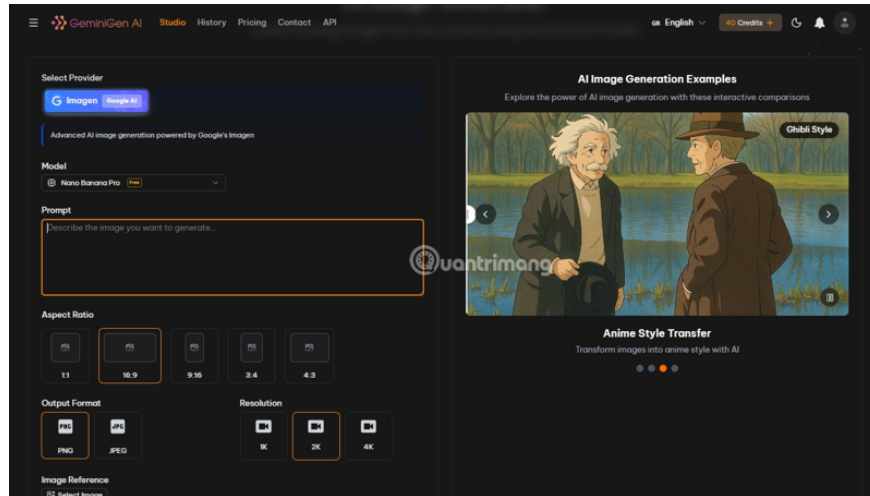 GeminiGen AI
Studio
History
Pricing
Contact
API
GB English
40 Credits +
Select Provider
G Imagen Google AI
Advanced AI image generation powered by Google's Imagen
Model
Nano Banana Pro Free
Prompt
Describe the image you want to generate...
Aspect Ratio
1:1
16:9
9:16
3:4
4:3
Output Format
PNG
PNG
JPG
JPEG
Resolution
1K
2K
4K
Image Reference
Select Image
AI Image Generation Examples
Explore the power of AI image generation with these interactive comparisons
Ghibli Style
Quantrimang
Anime Style Transfer
Transform images into anime style with AI